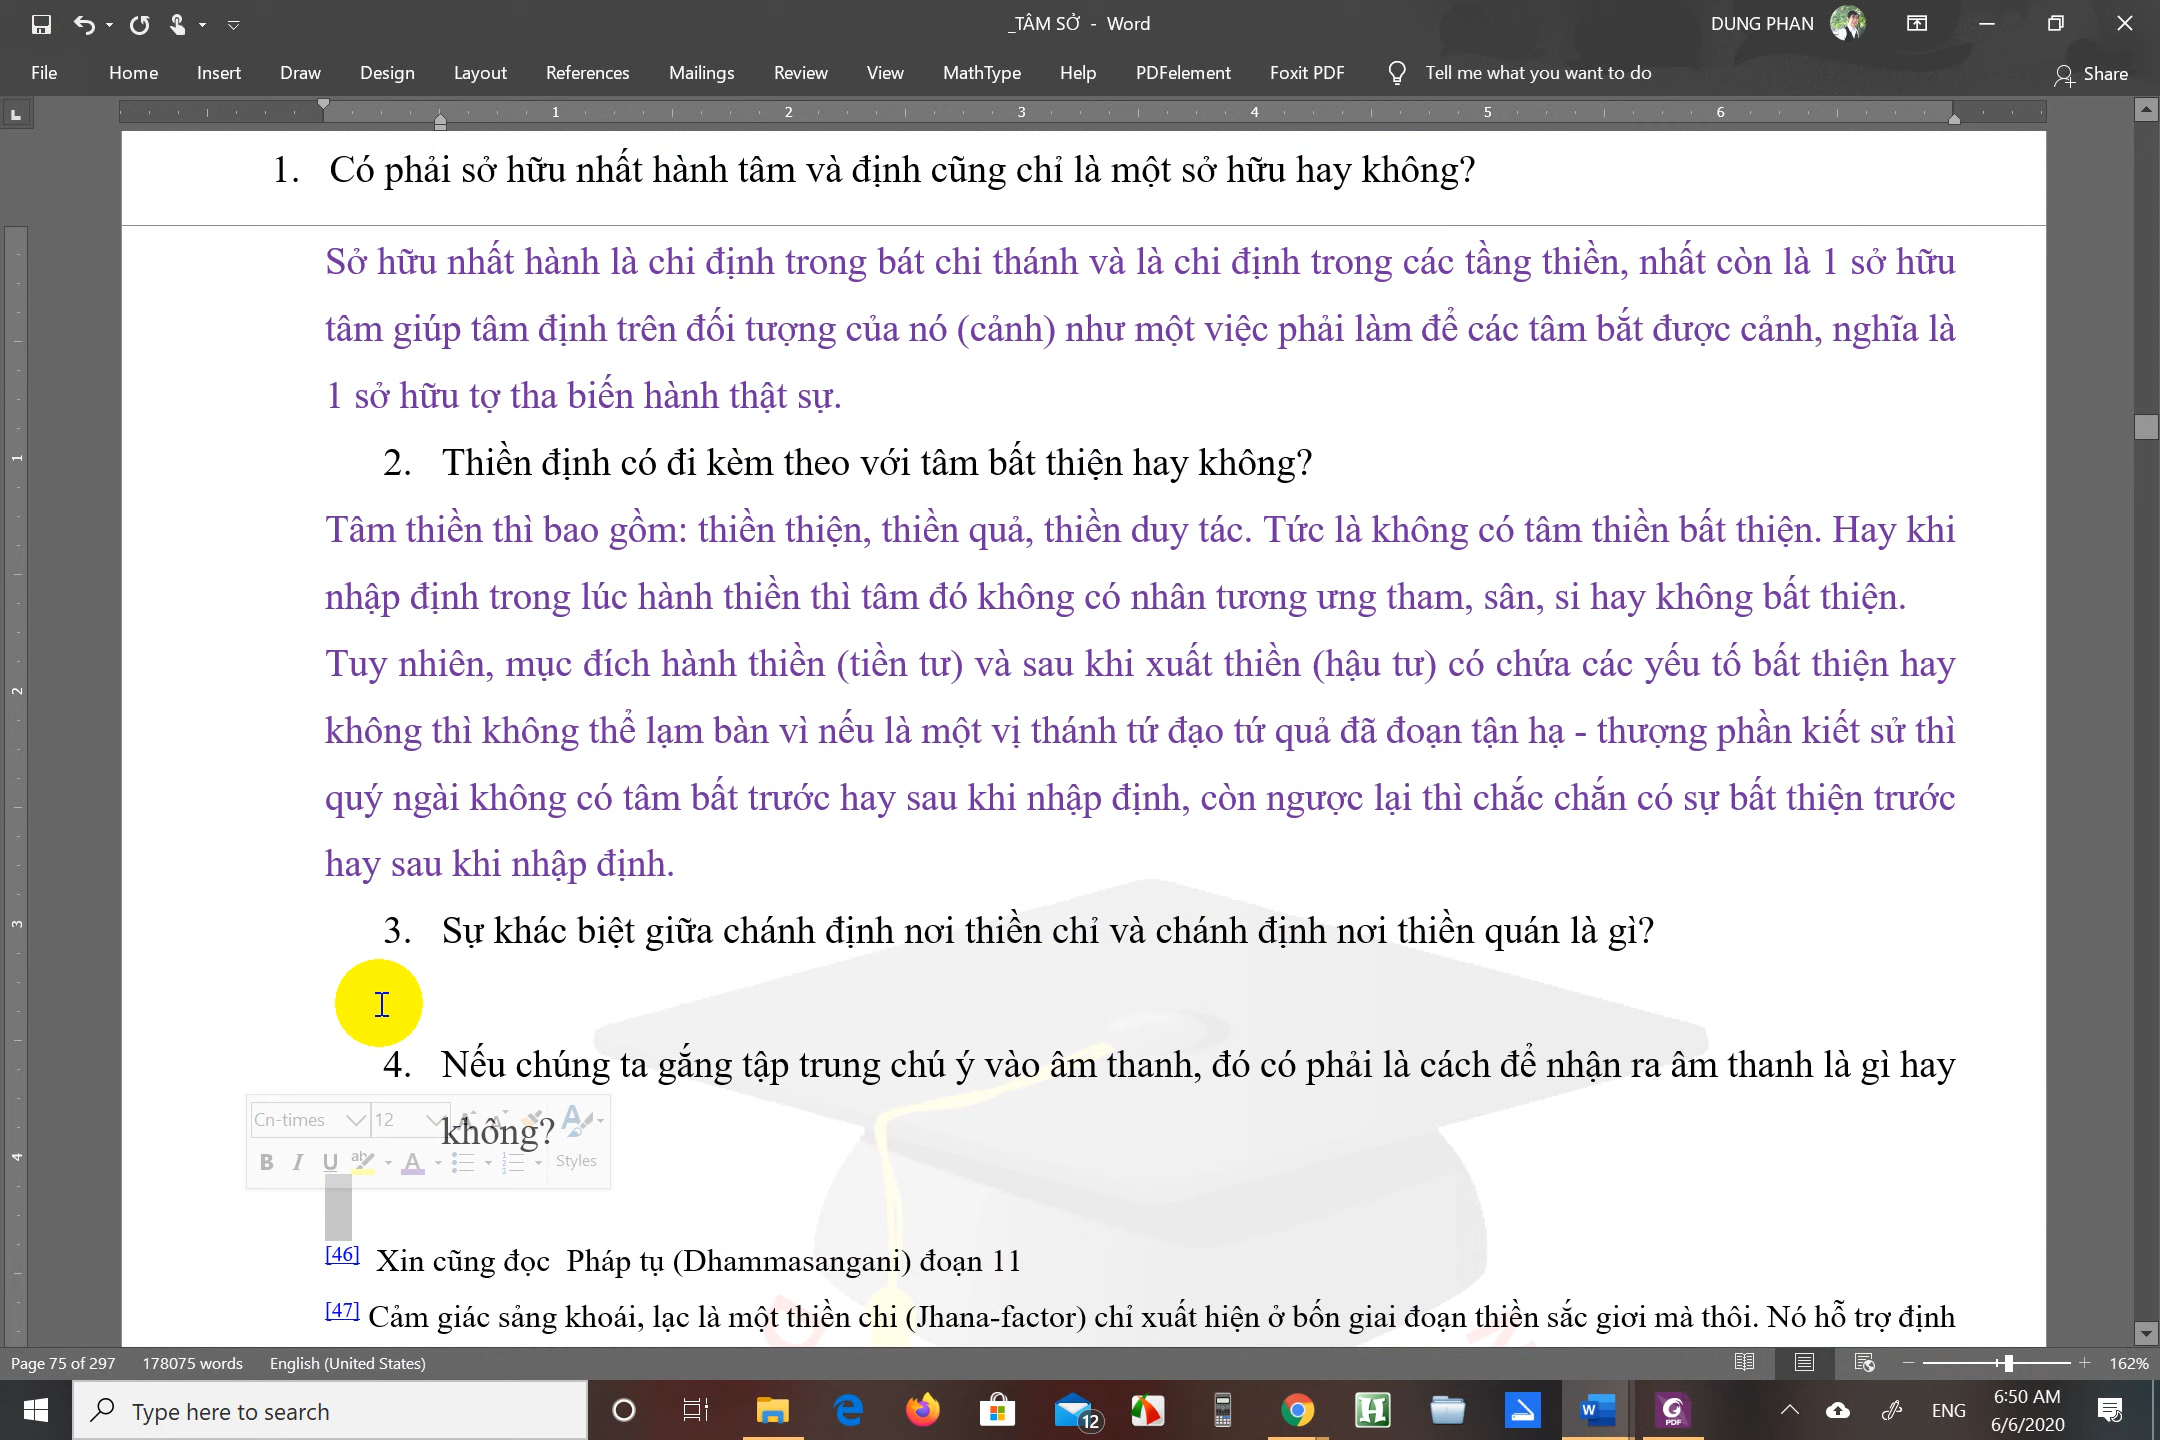 _TÂM SỞ - Word
DUNG PHAN
File Home Insert Draw Design Layout References Mailings Review View MathType Help PDFelement Foxit PDF Tell me what you want to do Share
1 2 3 4 5 6
1. Có phải sở hữu nhất hành tâm và định cũng chỉ là một sở hữu hay không?
Sở hữu nhất hành là chi định trong bát chi thánh và là chi định trong các tầng thiền, nhất còn là 1 sở hữu
tâm giúp tâm định trên đối tượng của nó (cảnh) như một việc phải làm để các tâm bắt được cảnh, nghĩa là
1 sở hữu tợ tha biến hành thật sự.
2. Thiền định có đi kèm theo với tâm bất thiện hay không?
Tâm thiền thì bao gồm: thiền thiện, thiền quả, thiền duy tác. Tức là không có tâm thiền bất thiện. Hay khi
nhập định trong lúc hành thiền thì tâm đó không có nhân tương ưng tham, sân, si hay không bất thiện.
Tuy nhiên, mục đích hành thiền (tiền tư) và sau khi xuất thiền (hậu tư) có chứa các yếu tố bất thiện hay
không thì không thể lạm bàn vì nếu là một vị thánh tứ đạo tứ quả đã đoạn tận hạ - thượng phần kiết sử thì
quý ngài không có tâm bất trước hay sau khi nhập định, còn ngược lại thì chắc chắn có sự bất thiện trước
hay sau khi nhập định.
3. Sự khác biệt giữa chánh định nơi thiền chỉ và chánh định nơi thiền quán là gì?
4. Nếu chúng ta gắng tập trung chú ý vào âm thanh, đó có phải là cách để nhận ra âm thanh là gì hay
không?
Cn-times 12
B I U Styles
[46] Xin cũng đọc Pháp tụ (Dhammasangani) đoạn 11
[47] Cảm giác sảng khoái, lạc là một thiền chi (Jhana-factor) chỉ xuất hiện ở bốn giai đoạn thiền sắc giơi mà thôi. Nó hỗ trợ định
1
2
3
4
Page 75 of 297 178075 words English (United States) 162%
Type here to search
12
ENG
6:50 AM
6/6/2020